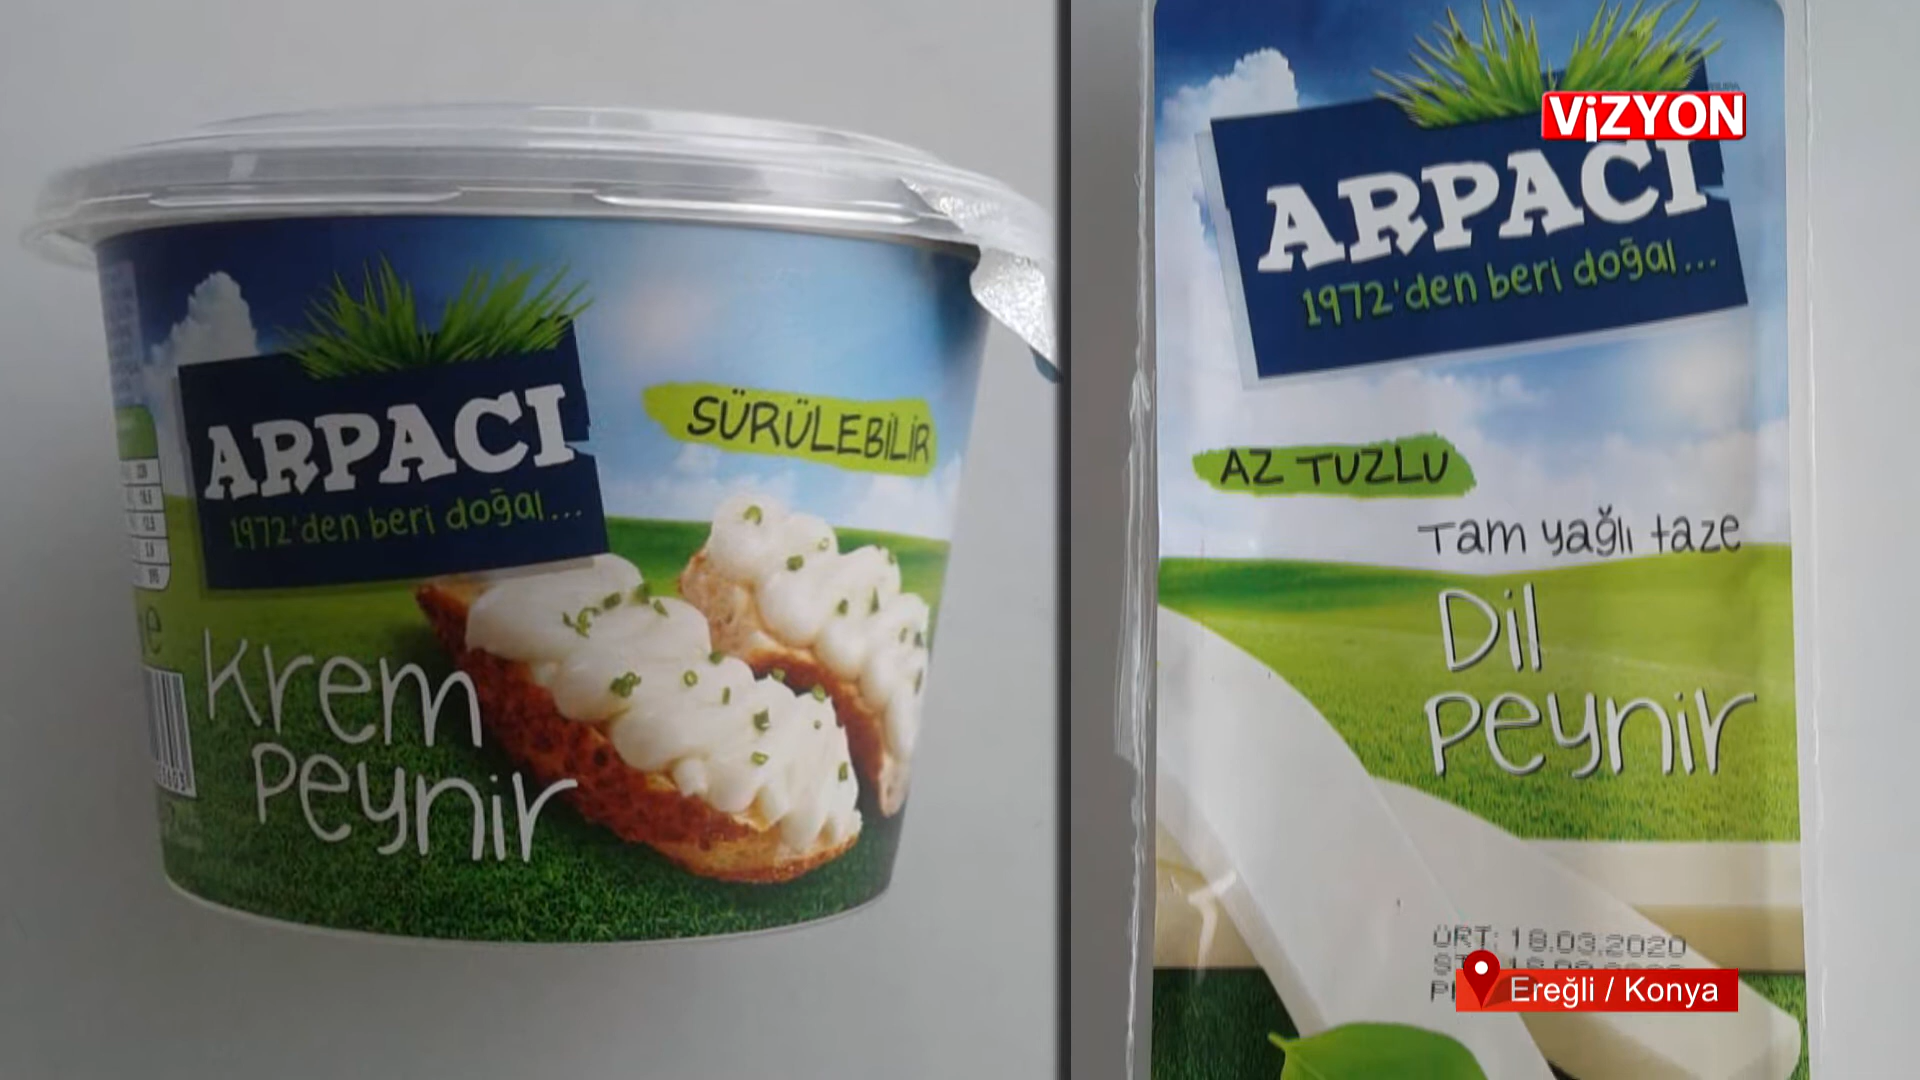 ARPACI
1972'den beri doğal...
SÜRÜLEBİLİR
Krem
Peynir
e
VİZYON
ARPACI
1972'den beri doğal...
AZ TUZLU
Tam yağlı taze
Dil
Peynir
ÜRT: 18.03.2020
Ereğli / Konya